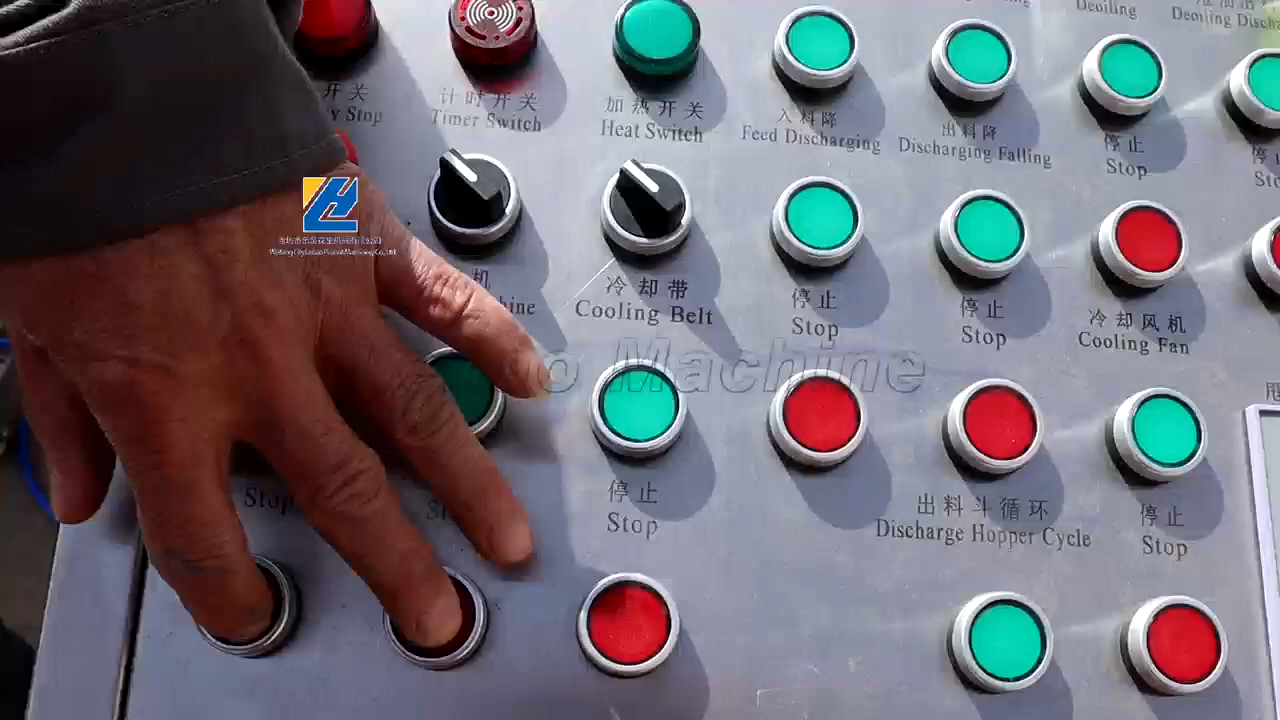 Deoiling
开关
y Stop
计时开关
Timer Switch
加热开关
Heat Switch
入料降
Feed Discharging
出料降
Discharging Falling
停止
Stop
机
hine
冷却带
Cooling Belt
停止
Stop
停止
Stop
冷却风机
Cooling Fan
o Machine
Stop
停止
Stop
出料斗循环
Discharge Hopper Cycle
停止
Stop